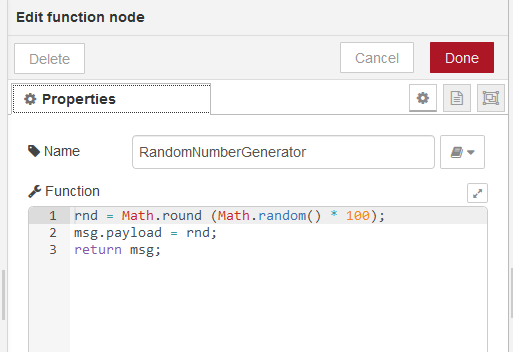 Edit function node
Delete Cancel Done
Properties
Name RandomNumberGenerator
Function
1 rnd = Math.round (Math.random() * 100);
2 msg.payload = rnd;
3 return msg;